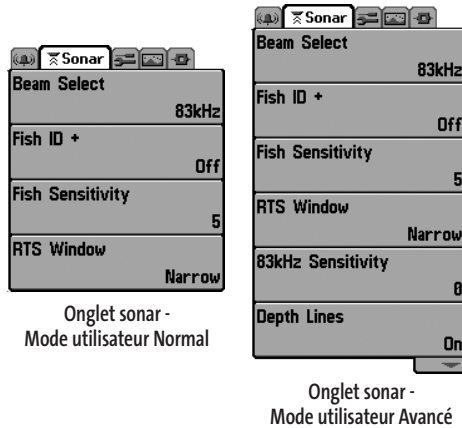 Sonar
Beam Select
83kHz
Fish ID +
Off
Fish Sensitivity
5
RTS Window
Narrow
Onglet sonar -
Mode utilisateur Normal
Sonar
Beam Select
83kHz
Fish ID +
Off
Fish Sensitivity
5
RTS Window
Narrow
83kHz Sensitivity
0
Depth Lines
On
Onglet sonar -
Mode utilisateur Avancé